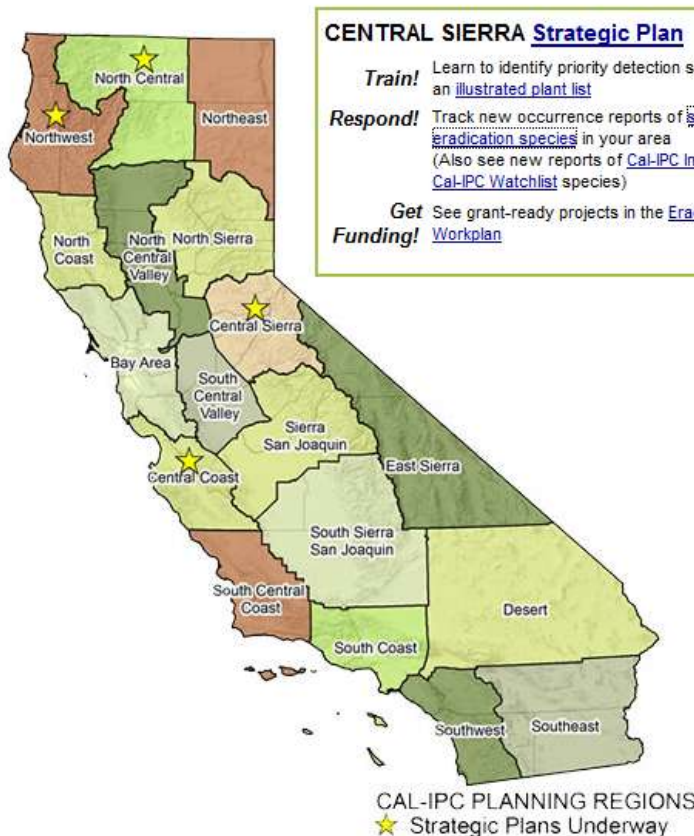 CENTRAL SIERRA Strategic Plan
Train! Learn to identify priority detection
an illustrated plant list
Respond! Track new occurrence reports of
eradication species in your area
(Also see new reports of Cal-IPC
Cal-IPC Watchlist species)
Get Funding! See grant-ready projects in the
Workplan
North Central
Northwest
Northeast
North Coast
North Central Valley
North Sierra
Central Sierra
Bay Area
South Central Valley
Sierra San Joaquin
East Sierra
Central Coast
South Sierra San Joaquin
South Central Coast
Desert
South Coast
Southwest
Southeast
CAL-IPC PLANNING REGIONS
Strategic Plans Underway